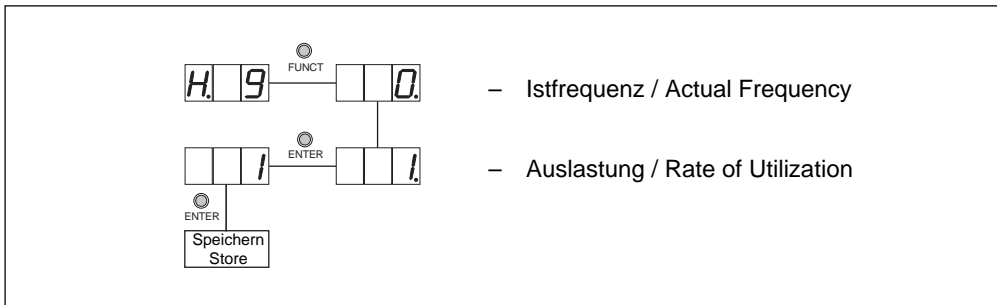 FUNCT
H. 9 0. – Istfrequenz / Actual Frequency
ENTER
1 1. – Auslastung / Rate of Utilization
ENTER
Speichern
Store